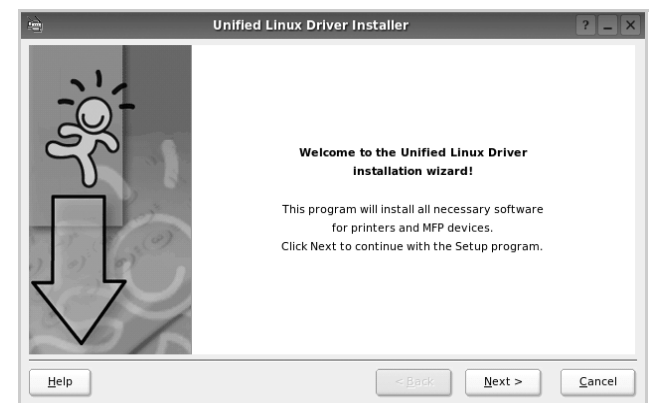 Unified Linux Driver Installer
? _ X
Welcome to the Unified Linux Driver
installation wizard!
This program will install all necessary software
for printers and MFP devices.
Click Next to continue with the Setup program.
Help
< Back
Next >
Cancel